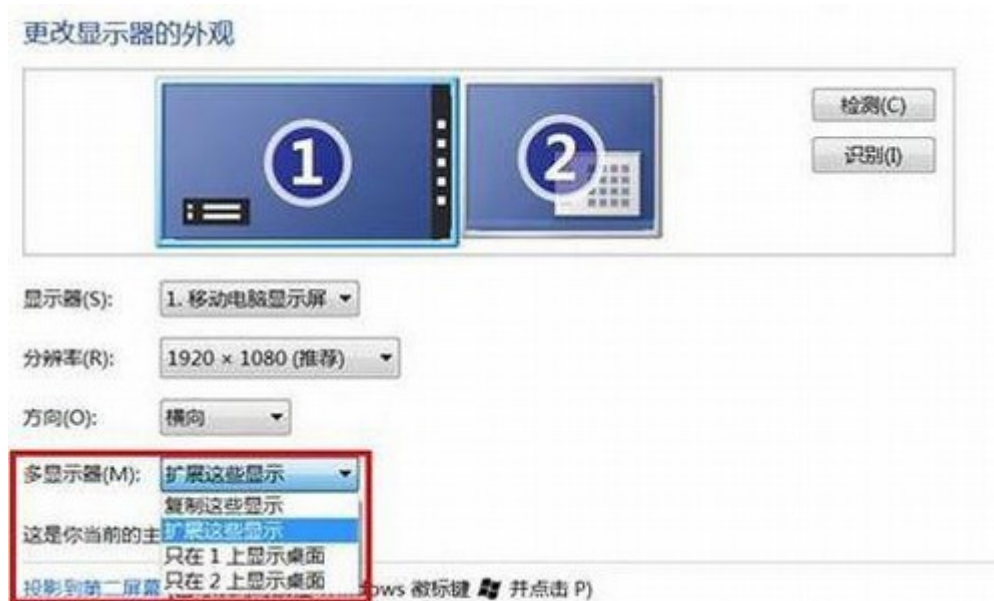 更改显示器的外观
1
2
检测(C)
识别(I)
显示器(S):
1. 移动电脑显示屏
分辨率(R):
1920 × 1080 (推荐)
方向(O):
横向
多显示器(M):
扩展这些显示
复制这些显示
扩展这些显示
只在 1 上显示桌面
只在 2 上显示桌面
这是你当前的主
投影到第二屏幕
ows 徽标键 并点击 P)